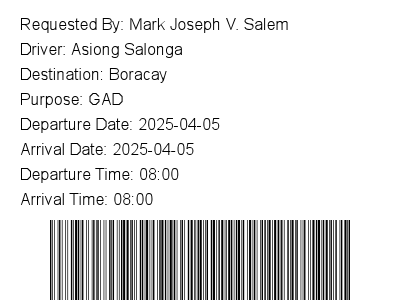 Requested By: Mark Joseph V. Salem
Driver: Asiong Salonga
Destination: Boracay
Purpose: GAD
Departure Date: 2025-04-05
Arrival Date: 2025-04-05
Departure Time: 08:00
Arrival Time: 08:00